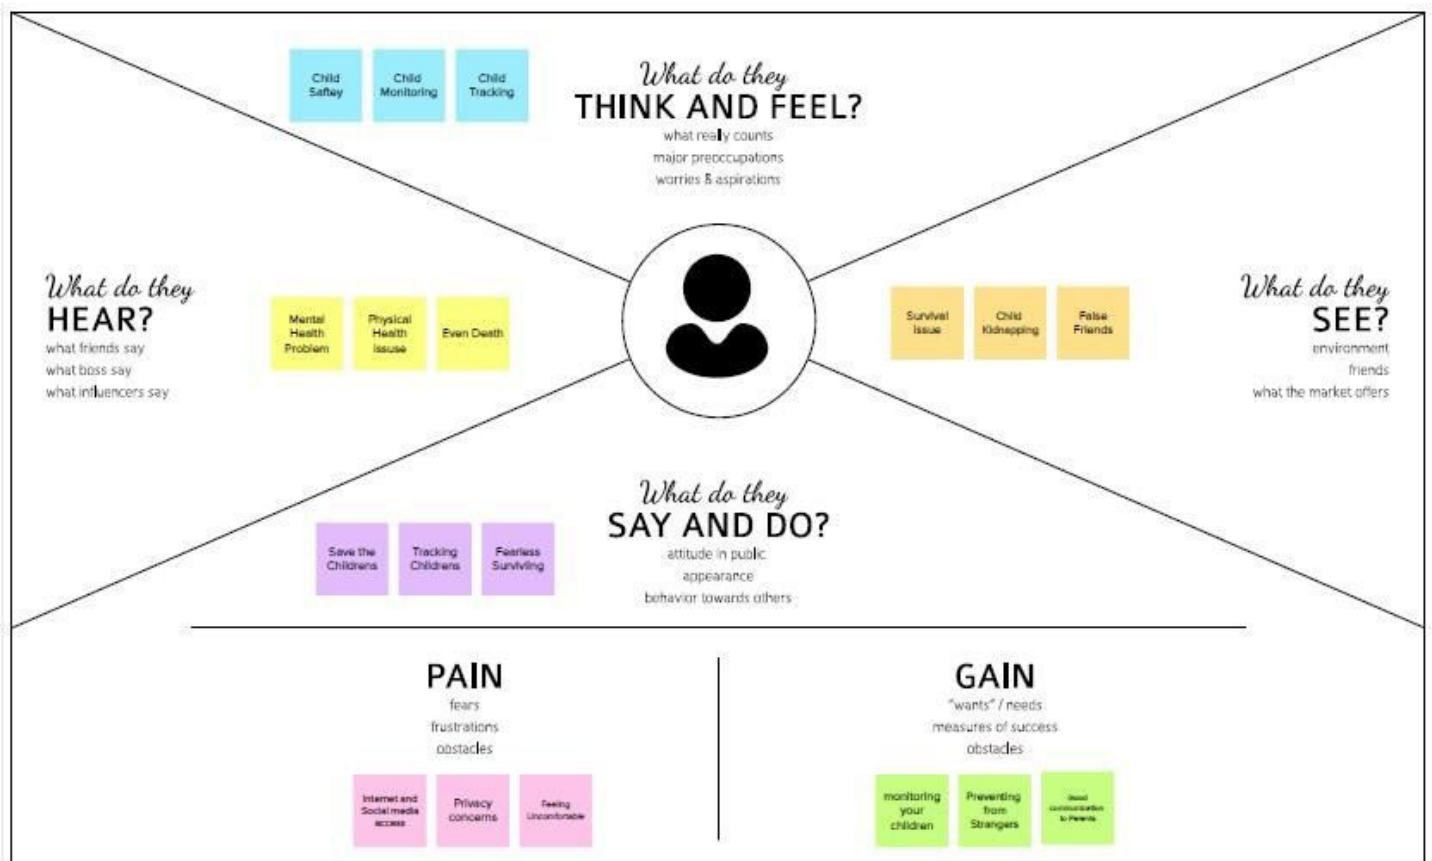 Child
Saftey
Child
Monitoring
Child
Tracking
What do they
THINK AND FEEL?
what really counts
major preoccupations
worries & aspirations
What do they
HEAR?
what friends say
what boss say
what influencers say
Mental
Health
Problem
Physical
Health
issuse
Even Death
Survival
Issue
Child
Kidnapping
False
Friends
What do they
SEE?
environment
friends
what the market offers
What do they
SAY AND DO?
attitude in public
appearance
behavior towards others
Save the
Childrens
Tracking
Childrens
Fearless
Surviving
PAIN
fears
frustrations
obstacles
Internet and
Social media
access
Privacy
concerns
Feeling
Uncomfortable
GAIN
"wants" / needs
measures of success
obstacles
monitoring
your
children
Preventing
from
Strangers
Good
communication
to Parents